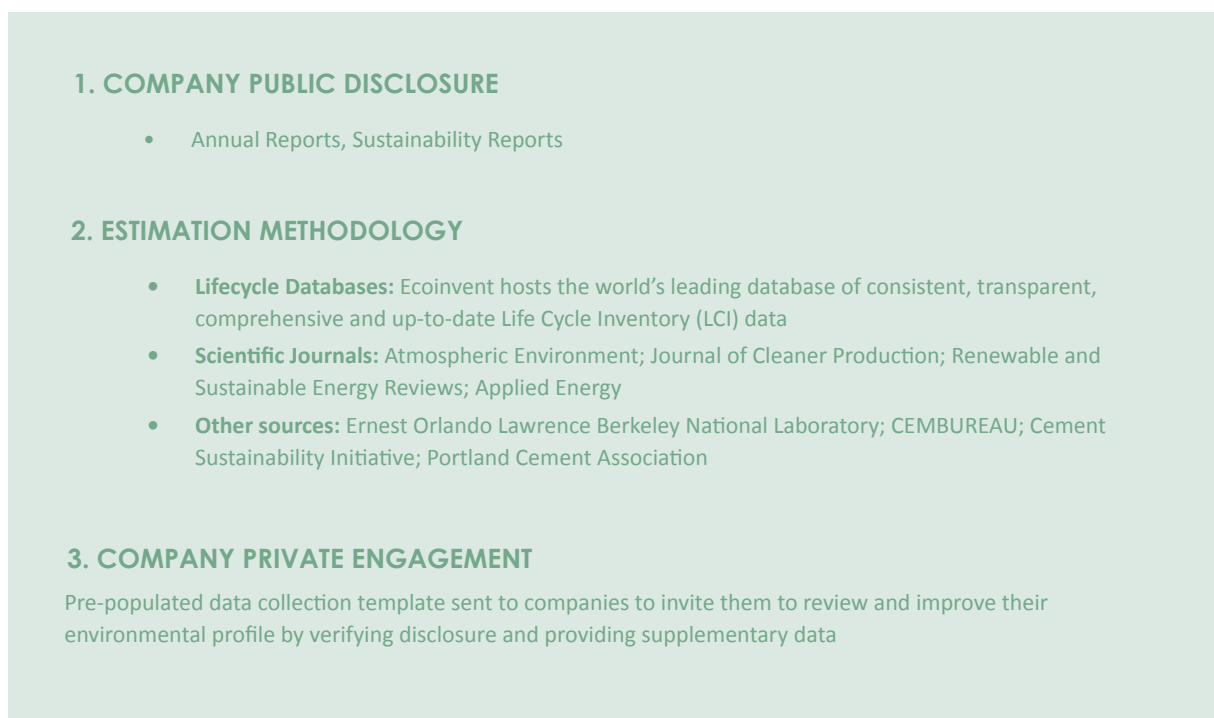 1. COMPANY PUBLIC DISCLOSURE
• Annual Reports, Sustainability Reports
2. ESTIMATION METHODOLOGY
• Lifecycle Databases: Ecoinvent hosts the world’s leading database of consistent, transparent,
comprehensive and up-to-date Life Cycle Inventory (LCI) data
• Scientific Journals: Atmospheric Environment; Journal of Cleaner Production; Renewable and
Sustainable Energy Reviews; Applied Energy
• Other sources: Ernest Orlando Lawrence Berkeley National Laboratory; CEMBUREAU; Cement
Sustainability Initiative; Portland Cement Association
3. COMPANY PRIVATE ENGAGEMENT
Pre-populated data collection template sent to companies to invite them to review and improve their
environmental profile by verifying disclosure and providing supplementary data